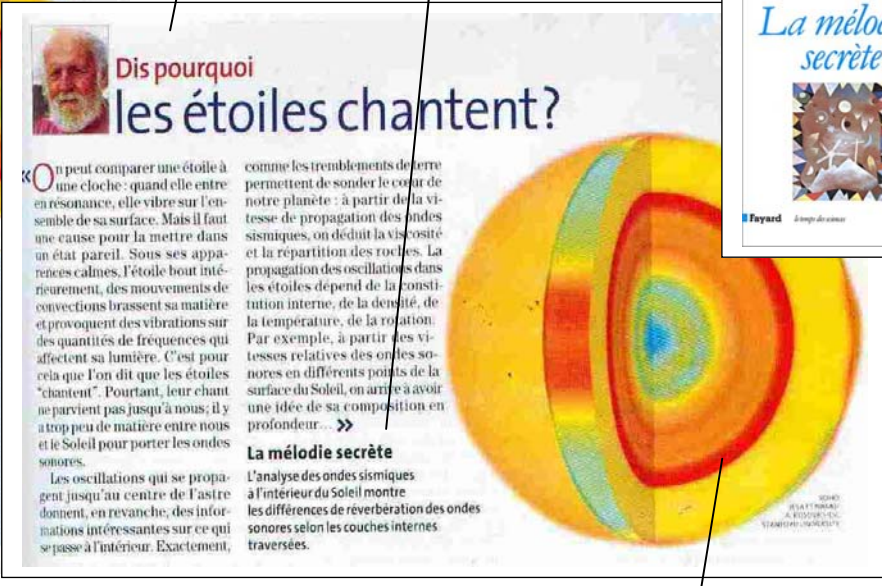 Dis pourquoi
les étoiles chantent?
«On peut comparer une étoile à
une cloche : quand elle entre
en résonance, elle vibre sur l'en-
semble de sa surface. Mais il faut
une cause pour la mettre dans
un état pareil. Sous ses appa-
rences calmes, l'étoile bout inté-
rieurement, des mouvements de
convections brassent sa matière
et provoquent des vibrations sur
des quantités de fréquences qui
affectent sa lumière. C'est pour
cela que l'on dit que les étoiles
"chantent". Pourtant, leur chant
ne parvient pas jusqu'à nous; il y
a trop peu de matière entre nous
et le Soleil pour porter les ondes
sonores.
Les oscillations qui se propa-
gent jusqu'au centre de l'astre
donnent, en revanche, des infor-
mations intéressantes sur ce qui
se passe à l'intérieur. Exactement,
comme les tremblements de terre
permettent de sonder le cœur de
notre planète : à partir de la vi-
tesse de propagation des ondes
sismiques, on déduit la viscosité
et la répartition des roches. La
propagation des oscillations dans
les étoiles dépend de la consti-
tution interne, de la densité, de
la température, de la rotation.
Par exemple, à partir des vi-
tesses relatives des ondes so-
nores en différents points de la
surface du Soleil, on arrive à avoir
une idée de sa composition en
profondeur... »
La mélodie secrète
L'analyse des ondes sismiques
à l'intérieur du Soleil montre
les différences de réverbération des ondes
sonores selon les couches internes
traversées.
SOHO
STANFORD UNIVERSITY
La mélo
secrète
Fayard le temps des sciences